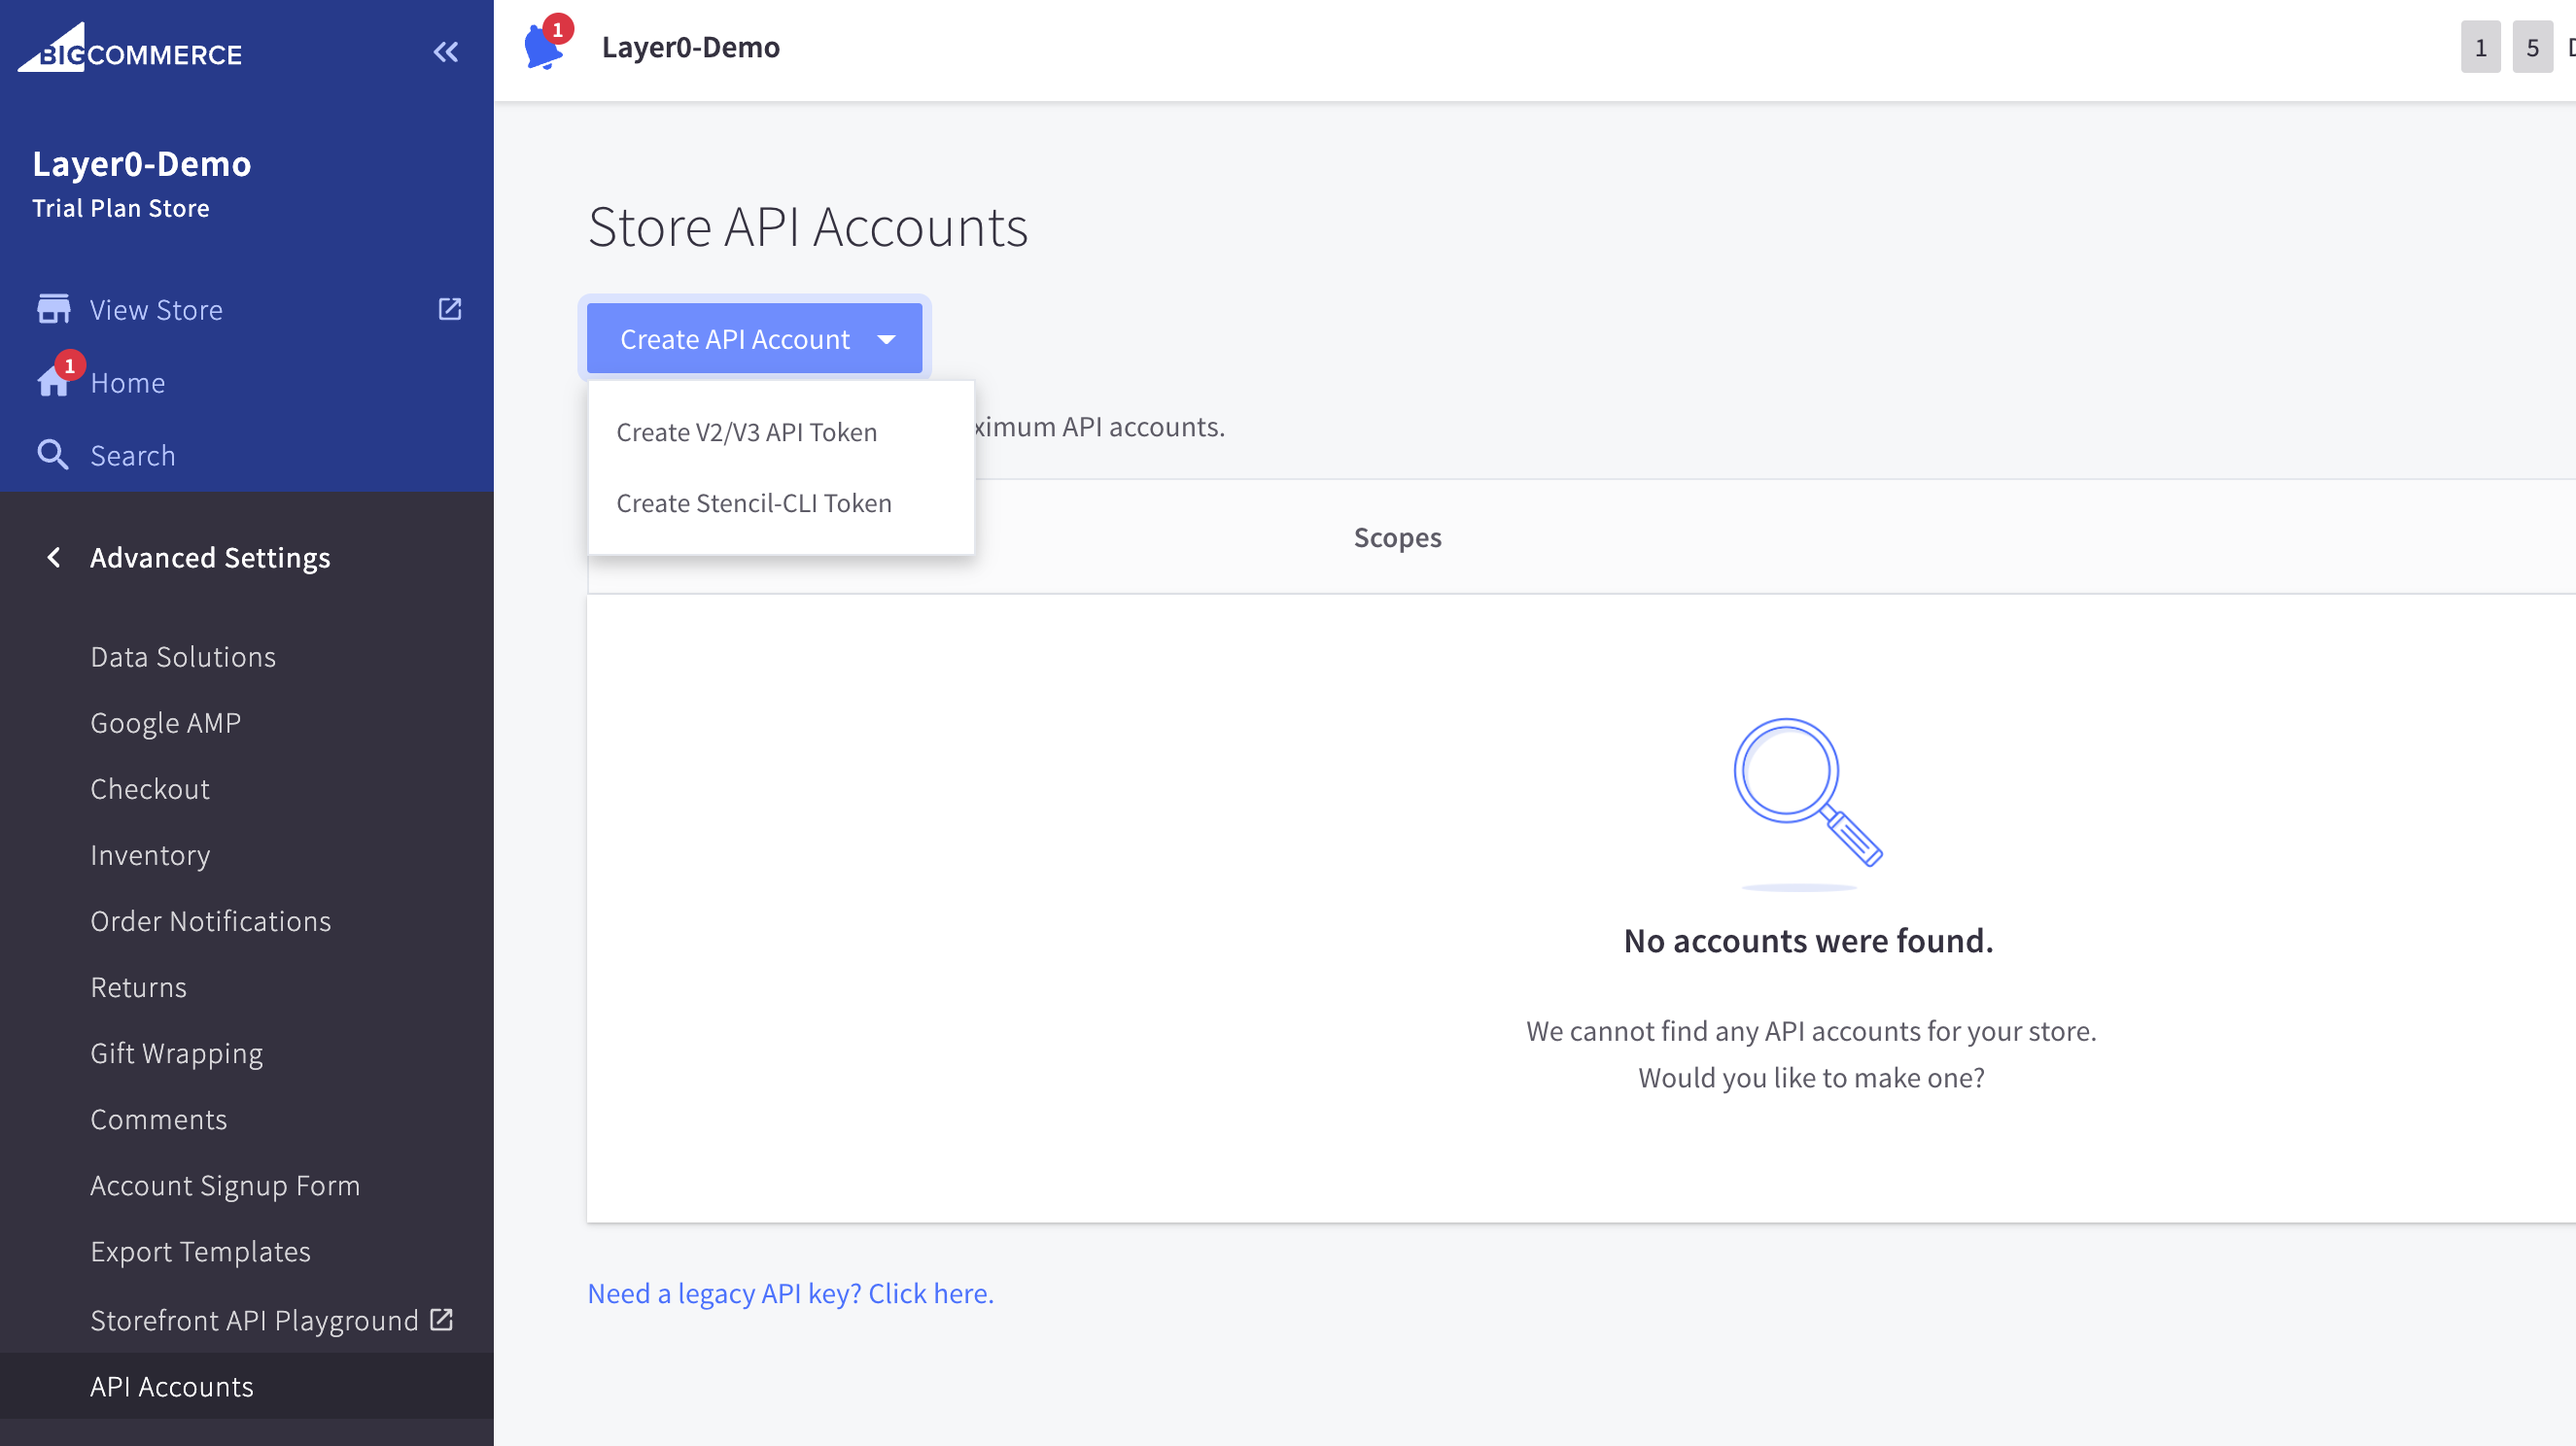 BIGCOMMERCE
Layer0-Demo
Trial Plan Store
View Store
1
Home
Search
Advanced Settings
Data Solutions
Google AMP
Checkout
Inventory
Order Notifications
Returns
Gift Wrapping
Comments
Account Signup Form
Export Templates
Storefront API Playground
API Accounts
1
Layer0-Demo
1 5
Store API Accounts
Create API Account
Create V2/V3 API Token
Create Stencil-CLI Token
ximum API accounts.
Scopes
No accounts were found.
We cannot find any API accounts for your store.
Would you like to make one?
Need a legacy API key? Click here.